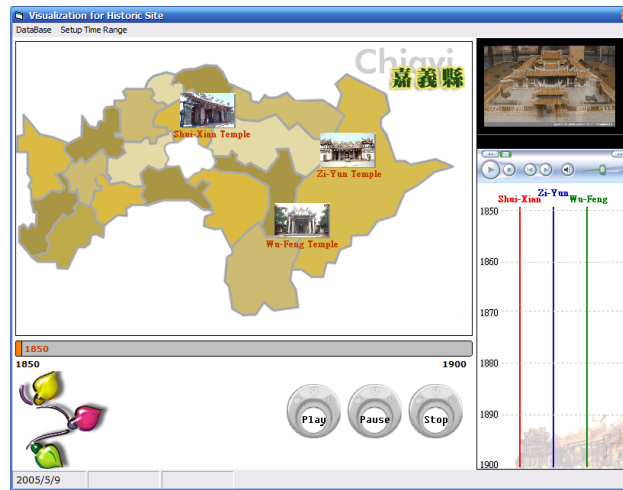 Visualization for Historic Site
DataBase Setup Time Range
Chiayi
嘉義縣
Shui-Xian Temple
Zi-Yun Temple
Wu-Feng Temple
1850
1850 1900
Play Pause Stop
2005/5/9
Shui-Xian Zi-Yun Wu-Feng
1850
1860
1870
1880
1890
1900